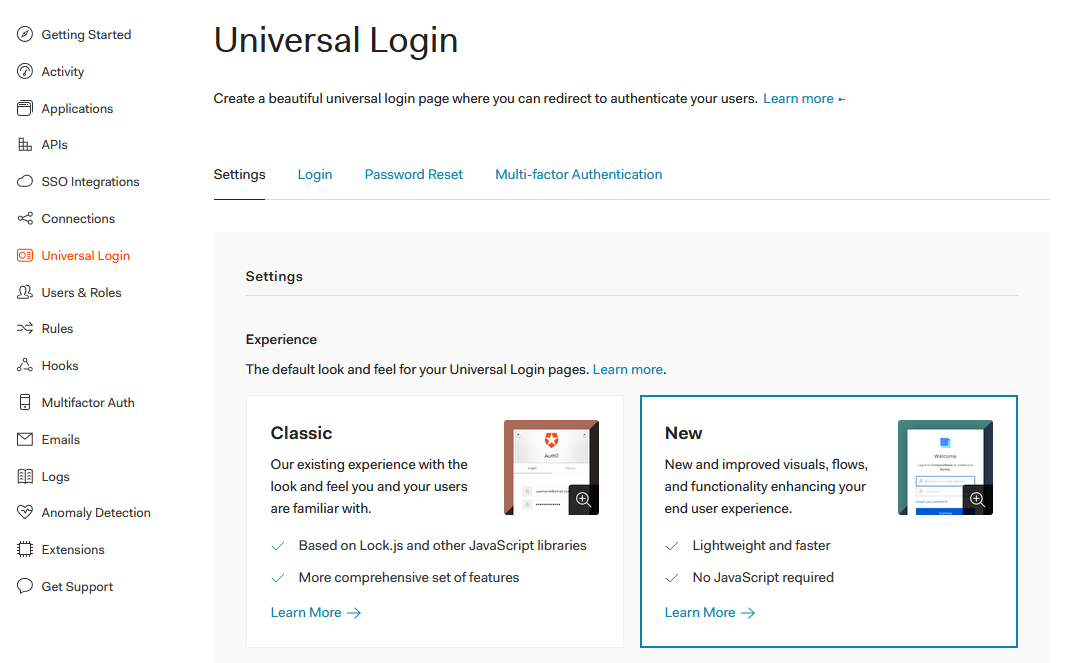 Getting Started
Activity
Applications
APIs
SSO Integrations
Connections
Universal Login
Users & Roles
Rules
Hooks
Multifactor Auth
Emails
Logs
Anomaly Detection
Extensions
Get Support
Universal Login
Create a beautiful universal login page where you can redirect to authenticate your users. Learn more
Settings Login Password Reset Multi-factor Authentication
Settings
Experience
The default look and feel for your Universal Login pages. Learn more.
Classic
Our existing experience with the
look and feel you and your users
are familiar with.
Auth0
Based on Lock.js and other JavaScript libraries
More comprehensive set of features
Learn More →
New
New and improved visuals, flows,
and functionality enhancing your
end user experience.
Welcome
Lightweight and faster
No JavaScript required
Learn More →